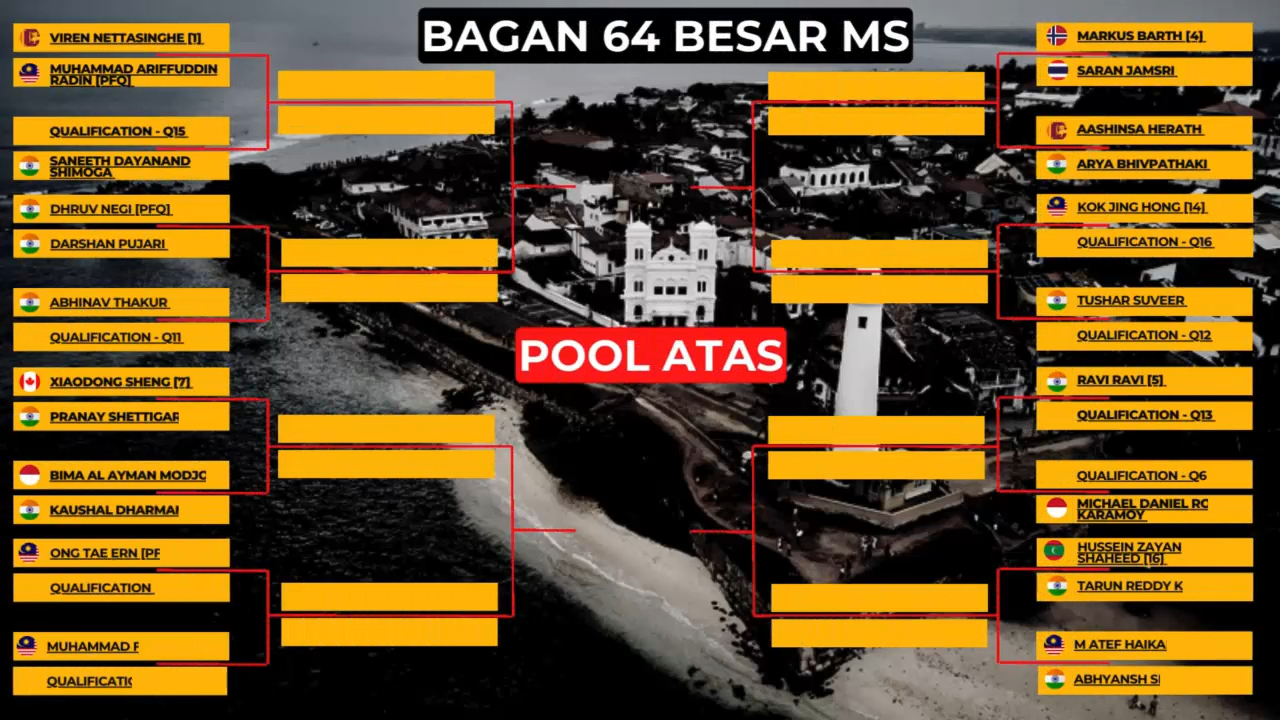 BAGAN 64 BESAR MS
POOL ATAS
VIREN NETTASINGHE [1]
MUHAMMAD ARIFFUDDIN
RADIN [PFQ]
QUALIFICATION - Q15
SANEETH DAYANAND
SHIMOGA
DHRUV NEGI [PFQ]
DARSHAN PUJARI
ABHINAV THAKUR
QUALIFICATION - Q11
XIAODONG SHENG [7]
PRANAY SHETTIGAR
BIMA AL AYMAN MODJO
KAUSHAL DHARMAI
ONG TAE ERN [PF
QUALIFICATION
MUHAMMAD F
QUALIFICATIO
MARKUS BARTH [4]
SARAN JAMSRI
AASHINSA HERATH
ARYA BHIVPATHAKI
KOK JING HONG [14]
QUALIFICATION - Q16
TUSHAR SUVEER
QUALIFICATION - Q12
RAVI RAVI [5]
QUALIFICATION - Q13
QUALIFICATION - Q6
MICHAEL DANIEL RO
KARAMOY
HUSSEIN ZAYAN
SHAHEED [16]
TARUN REDDY K
M ATEF HAIKA
ABHYANSH SI